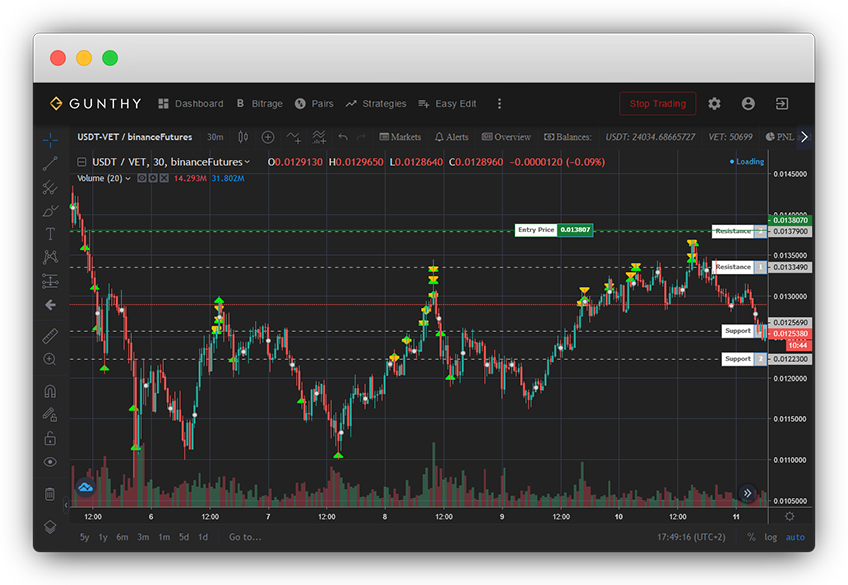 GUNTHY Dashboard B Bitrage Pairs Strategies Easy Edit Stop Trading
USDT-VET / binanceFutures 30m Markets Alerts Overview Balances: USDT: 24034.68665727 VET: 50699 PNL
USDT / VET, 30, binanceFutures O0.0129130 H0.0129650 L0.0128640 C0.0128960 −0.0000120 (−0.09%) Loading
Volume (20) 14.293M 31.802M
0.0145000
0.0138070
Entry Price 0.013807 Resistance 0.0137900
0.0135000
Resistance 1 0.0133490
0.0130000
0.0125690
Support 0.0125380
10:44
Support 2 0.0122300
0.0120000
0.0115000
0.0110000
0.0105000
12:00 6 12:00 7 12:00 8 12:00 9 12:00 10 12:00 11
5y 1y 6m 3m 1m 5d 1d Go to... 17:49:16 (UTC+2) % log auto